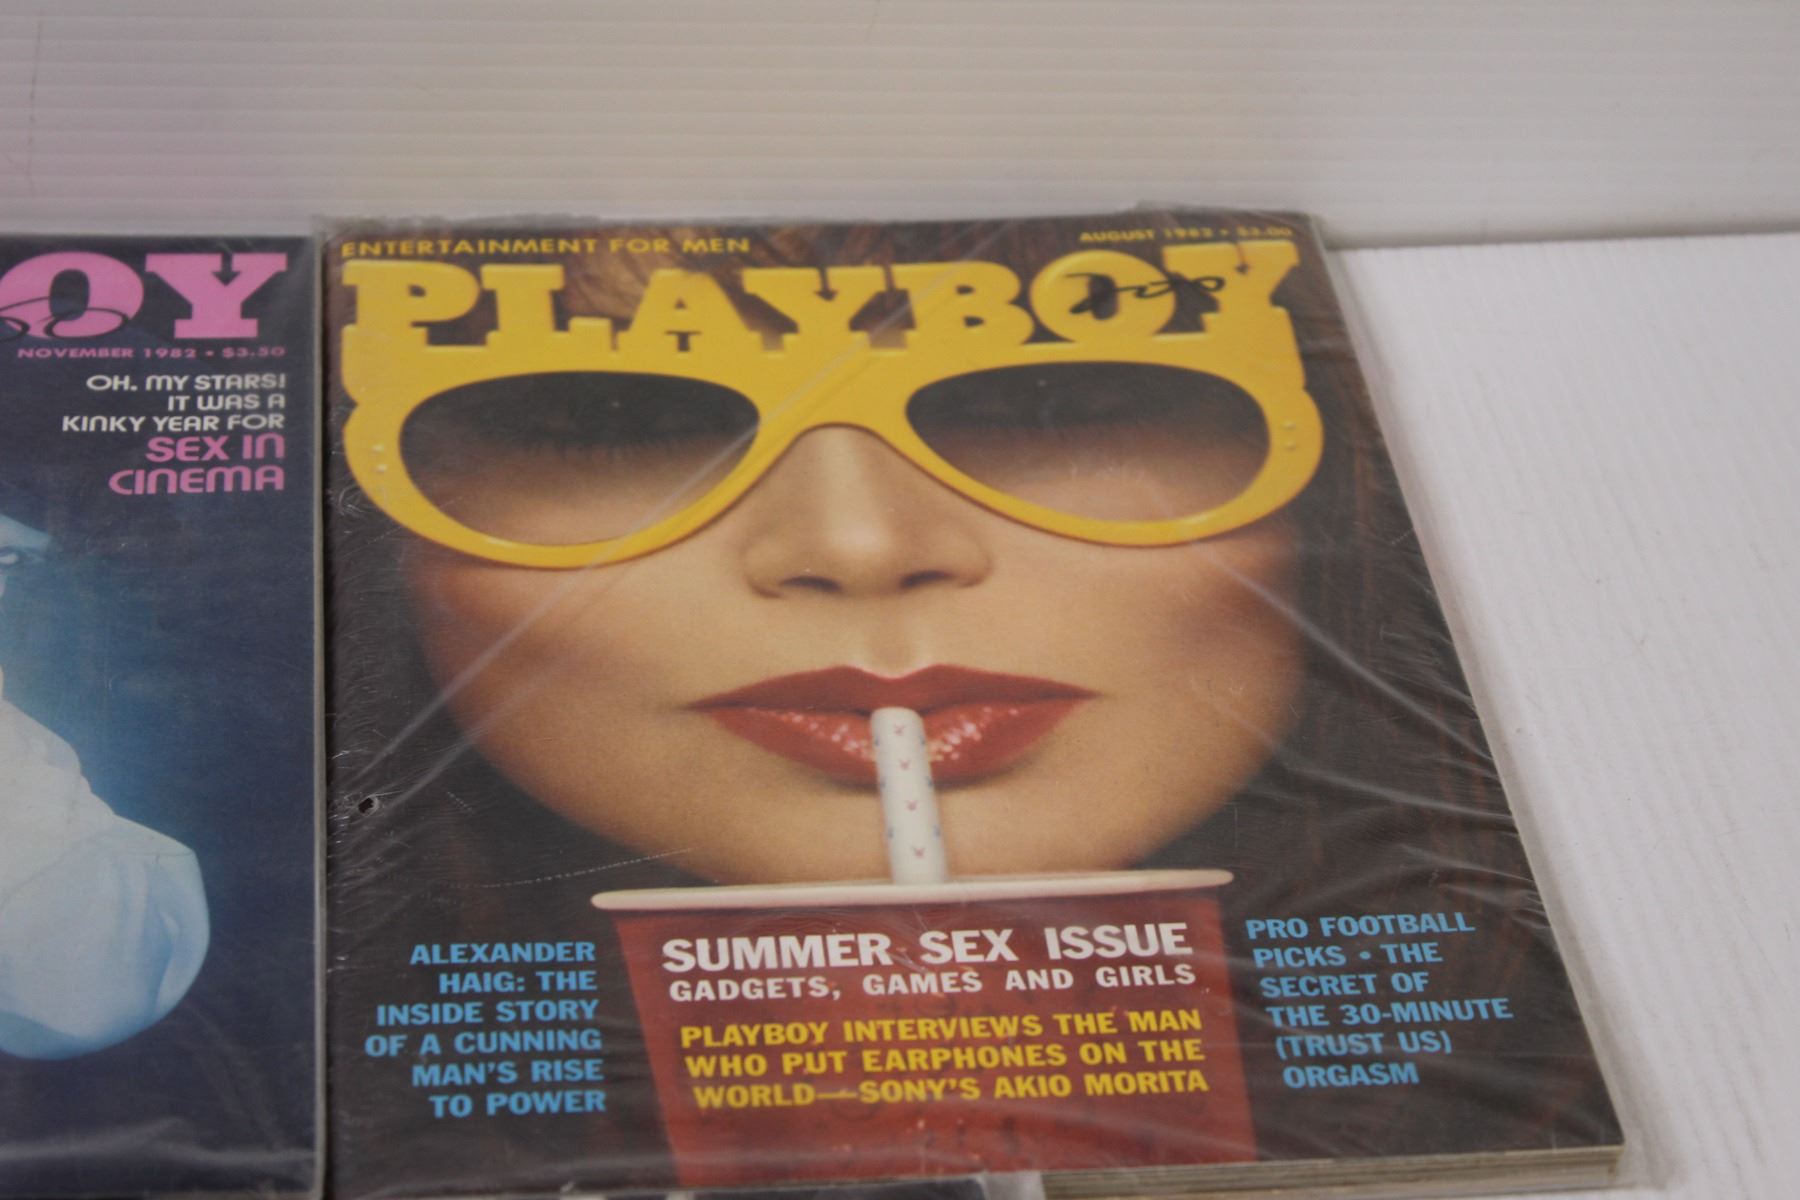 OY
NOVEMBER 1982 • $3.50
OH, MY STARS!
IT WAS A
KINKY YEAR FOR
SEX IN
CINEMA
ENTERTAINMENT FOR MEN
AUGUST 1982 • $3.00
PLAYBOY
ALEXANDER
HAIG: THE
INSIDE STORY
OF A CUNNING
MAN'S RISE
TO POWER
SUMMER SEX ISSUE
GADGETS, GAMES AND GIRLS
PLAYBOY INTERVIEWS THE MAN
WHO PUT EARPHONES ON THE
WORLD—SONY'S AKIO MORITA
PRO FOOTBALL
PICKS • THE
SECRET OF
THE 30-MINUTE
(TRUST US)
ORGASM